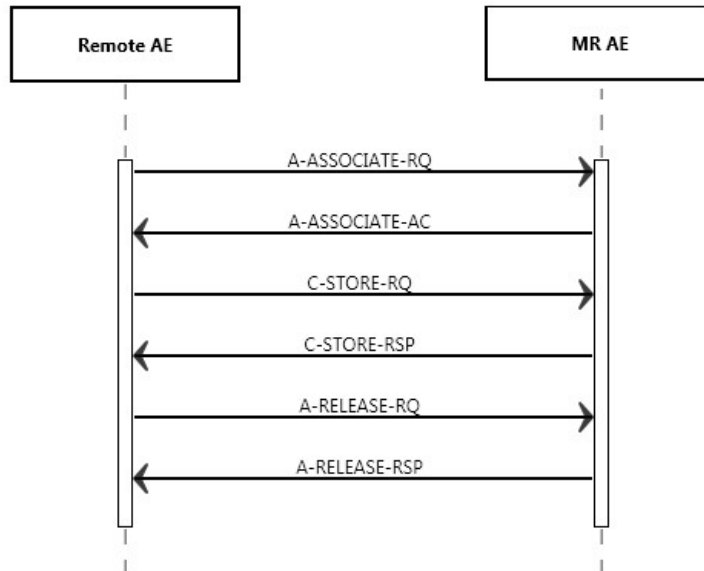 Remote AE
MR AE
A-ASSOCIATE-RQ
A-ASSOCIATE-AC
C-STORE-RQ
C-STORE-RSP
A-RELEASE-RQ
A-RELEASE-RSP